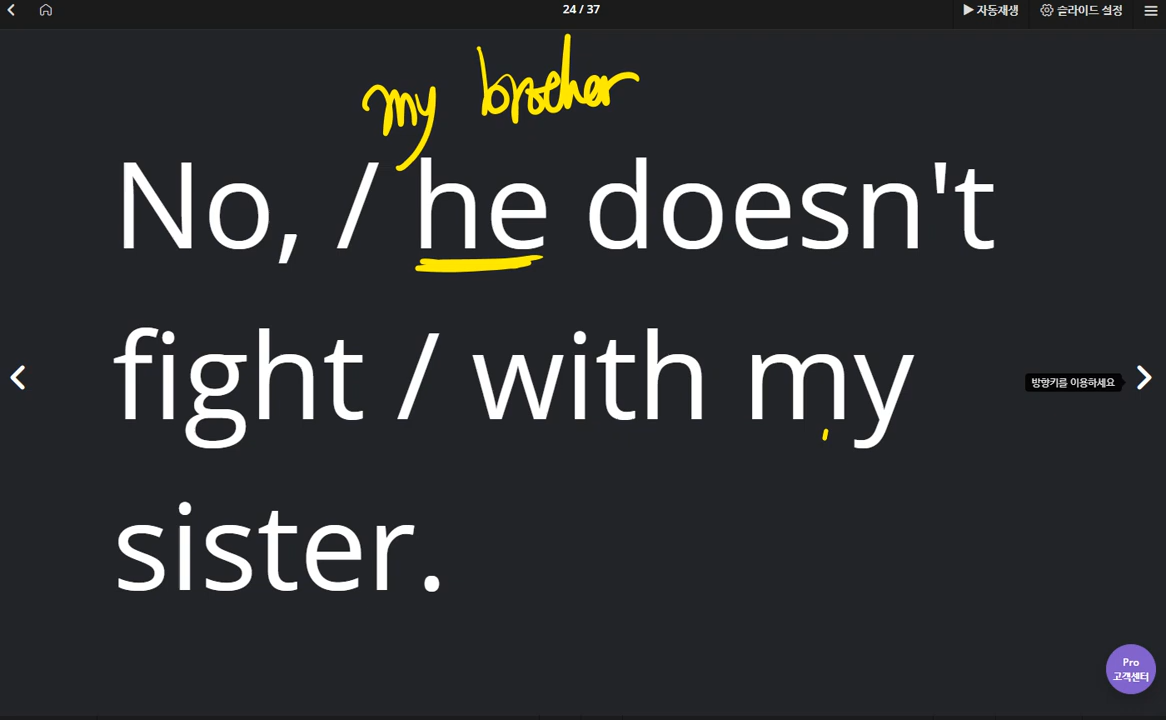 24 / 37
자동재생
슬라이드 설정
my brother
No, / he doesn't
fight / with my
방향키를 이용하세요
sister.
Pro
고객센터